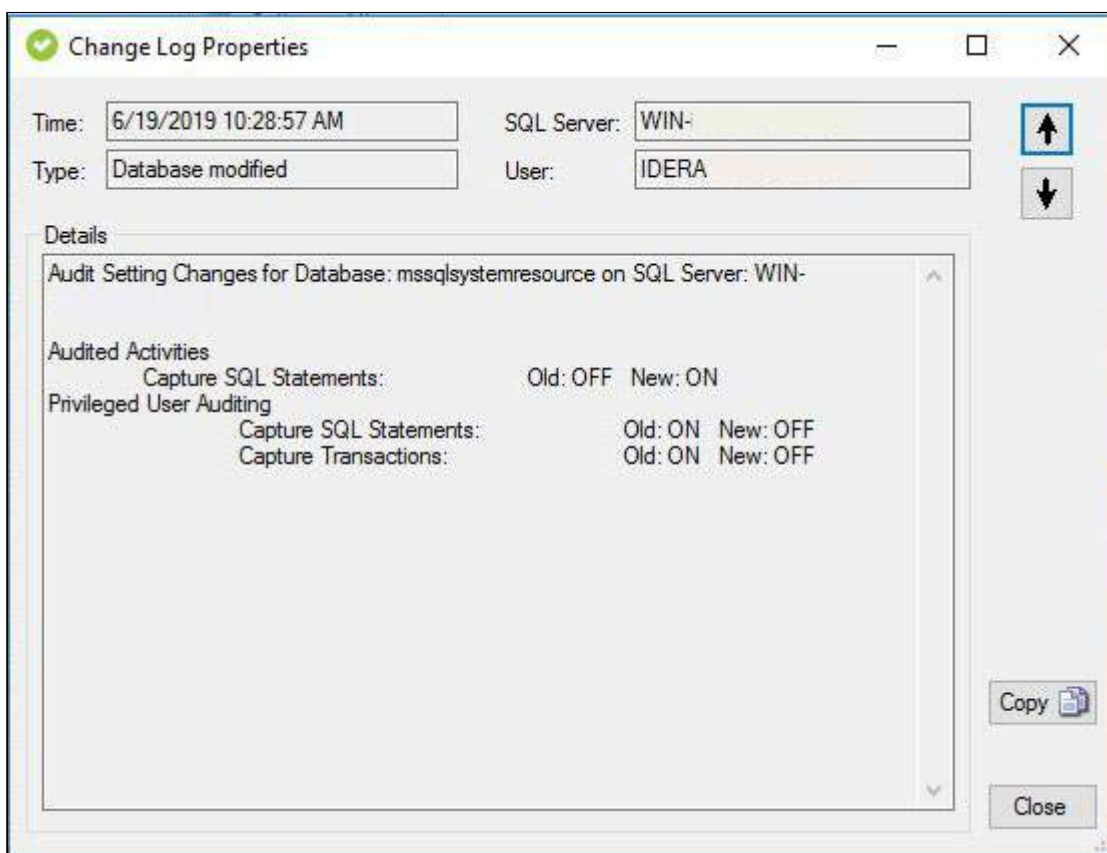 Change Log Properties
Time: 6/19/2019 10:28:57 AM SQL Server: WIN-
Type: Database modified User: IDERA
Details
Audit Setting Changes for Database: mssqlsystemresource on SQL Server: WIN-
Audited Activities
Capture SQL Statements: Old: OFF New: ON
Privileged User Auditing
Capture SQL Statements: Old: ON New: OFF
Capture Transactions: Old: ON New: OFF
Copy
Close